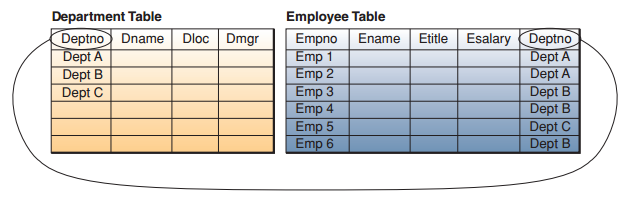 Department Table
Employee Table
Deptno Dname Dloc Dmgr
Empno Ename Etitle Esalary Deptno
Dept A
Dept B
Dept C
Emp 1 Dept A
Emp 2 Dept A
Emp 3 Dept B
Emp 4 Dept B
Emp 5 Dept C
Emp 6 Dept B